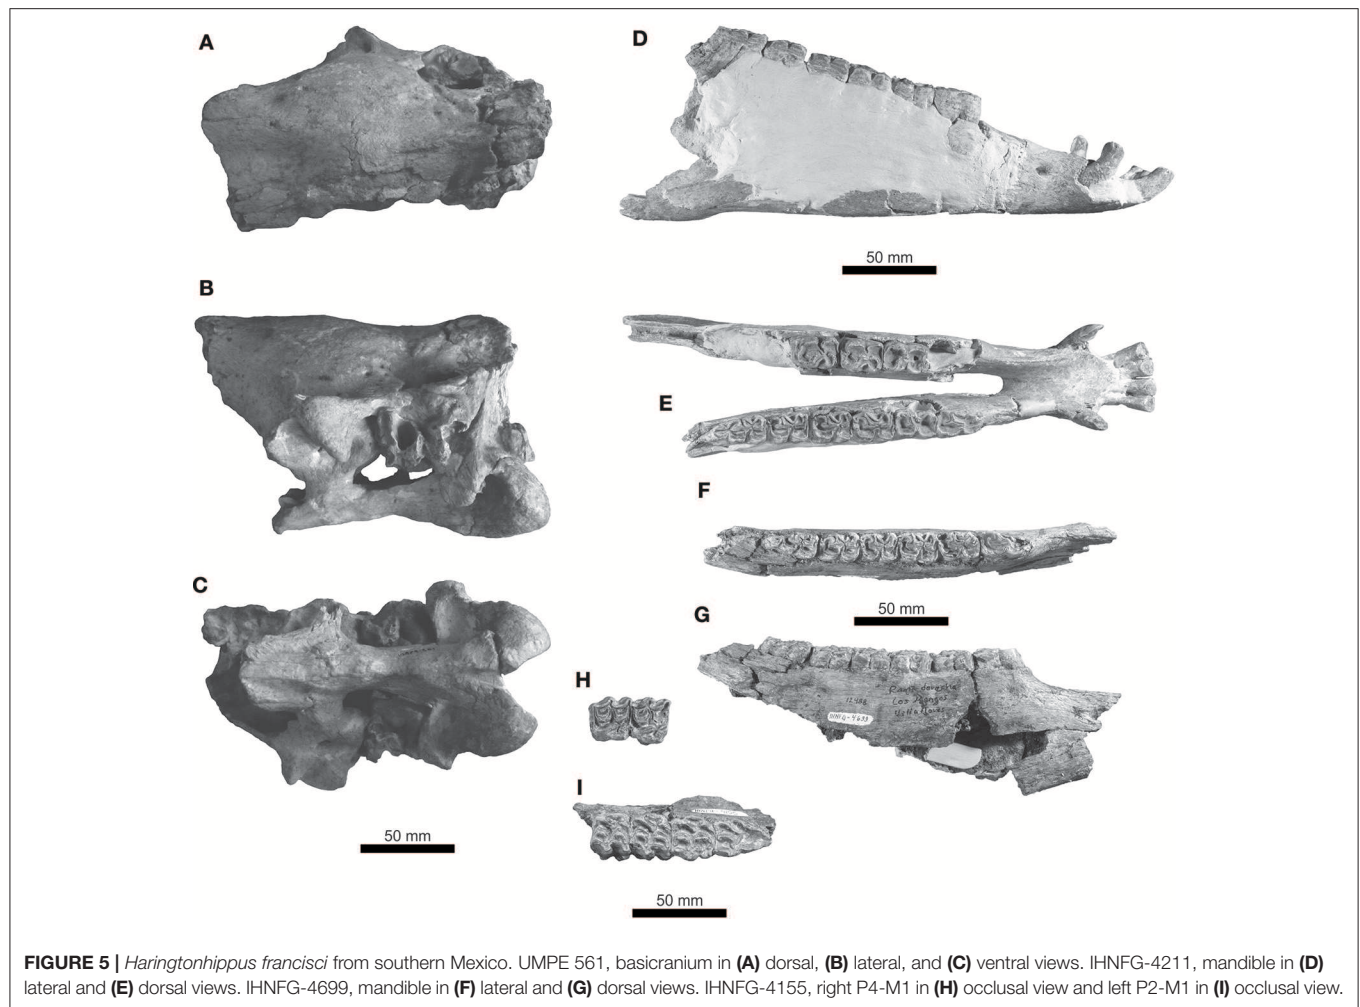 A
D
50 mm
B
E
F
C
50 mm
G
H
12488
IHNFG-4699
I
50 mm
50 mm
FIGURE 5 | Haringtonhippus francisci from southern Mexico. UMPE 561, basicranium in (A) dorsal, (B) lateral, and (C) ventral views. IHNFG-4211, mandible in (D)
lateral and (E) dorsal views. IHNFG-4699, mandible in (F) lateral and (G) dorsal views. IHNFG-4155, right P4-M1 in (H) occlusal view and left P2-M1 in (I) occlusal view.